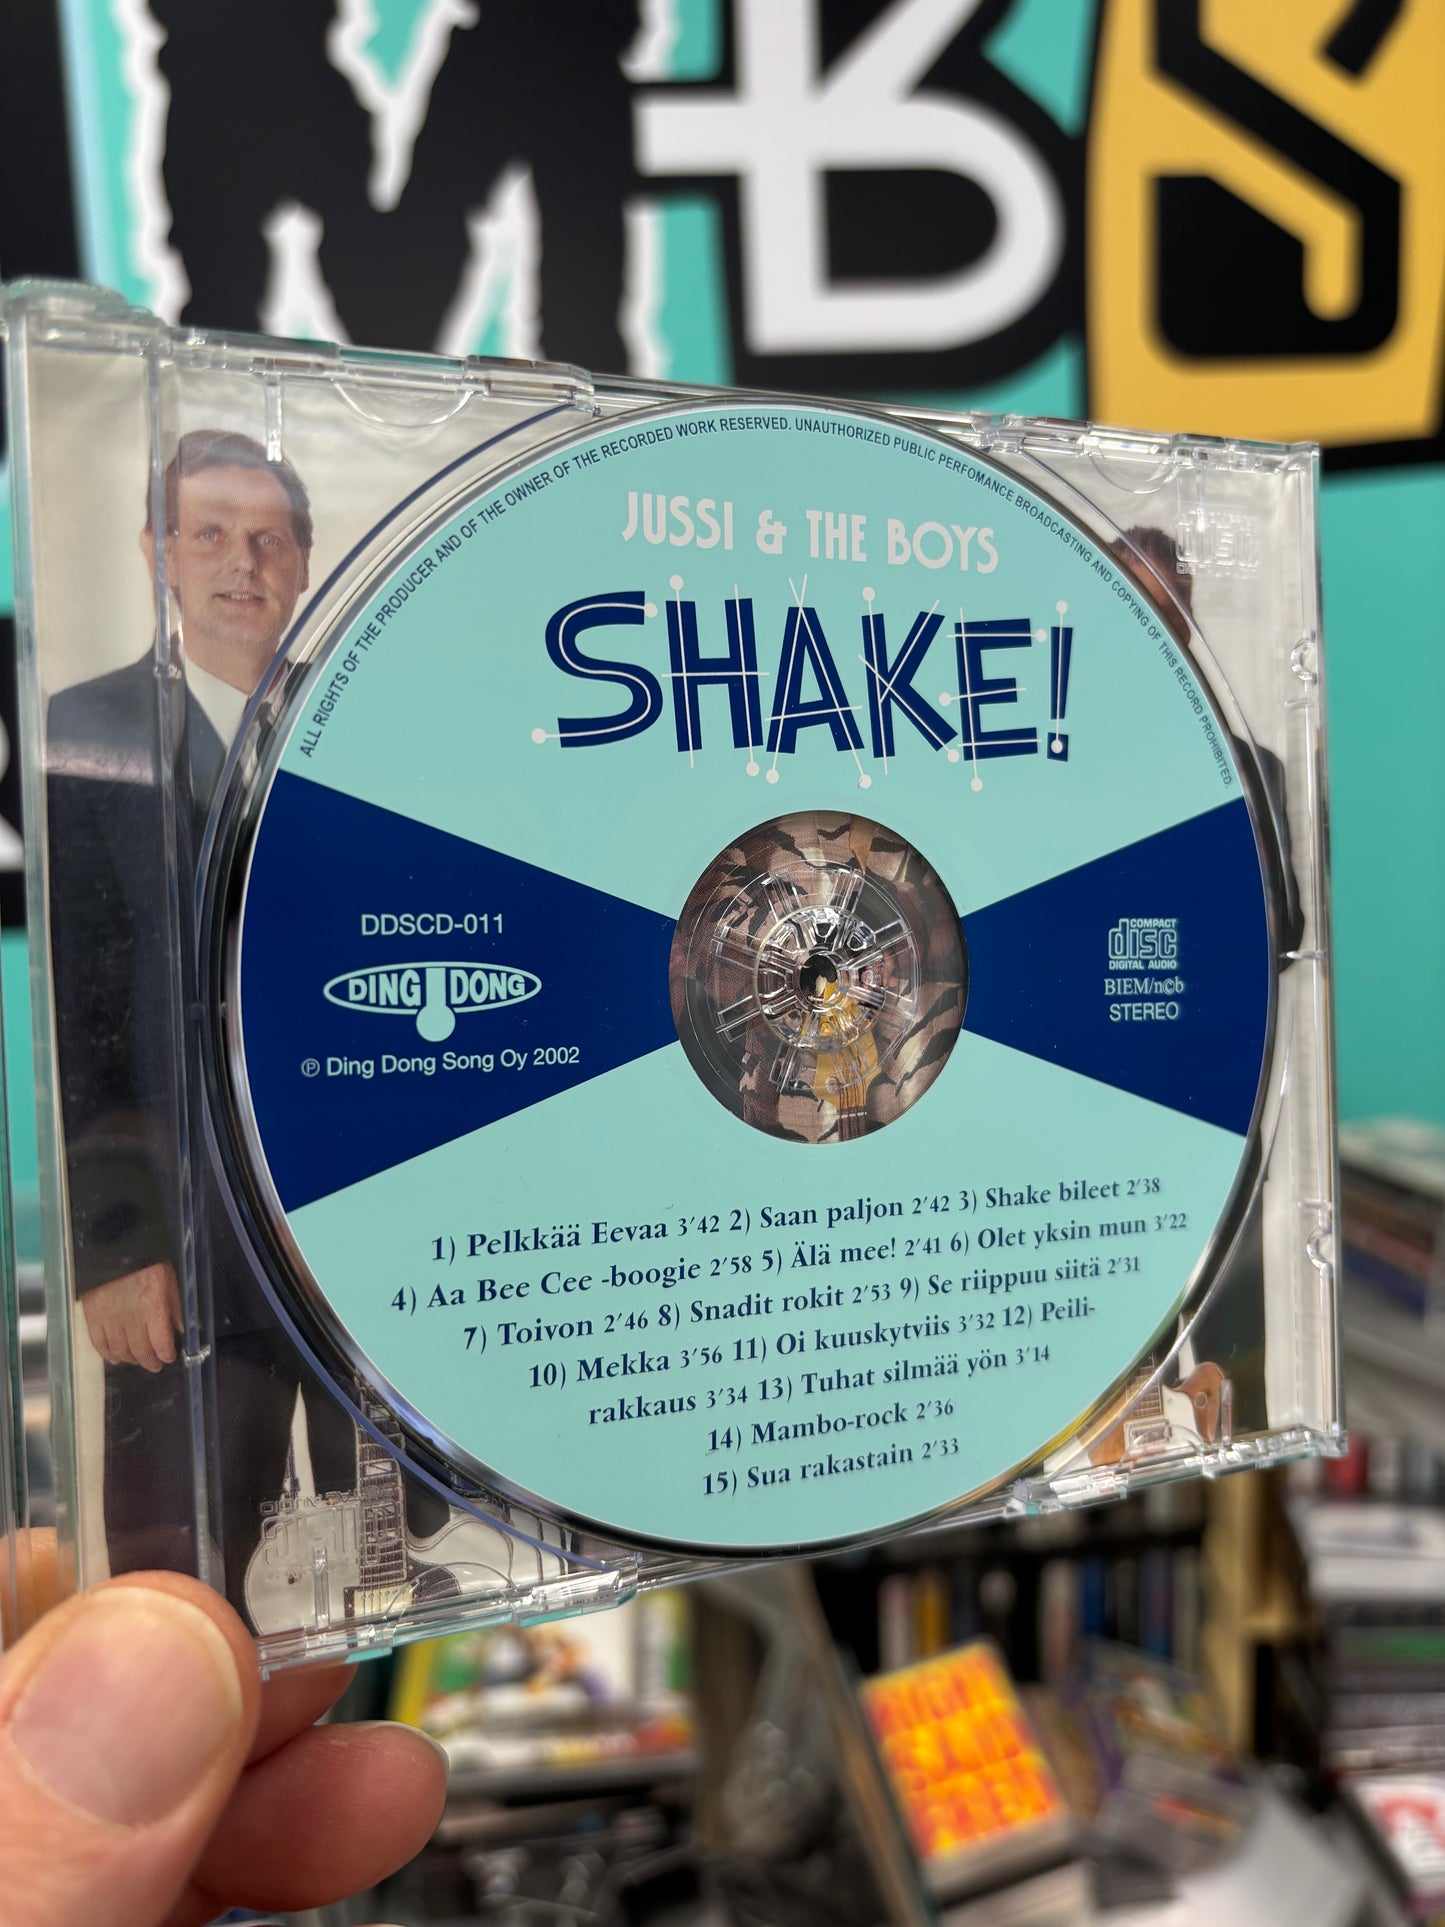 MBS
ALL RIGHTS OF THE PRODUCER AND OF THE OWNER OF THE RECORDED WORK RESERVED. UNAUTHORIZED PUBLIC PERFOMANCE BROADCASTING AND COPYING OF THIS RECORD PROHIBITED.
JUSSI & THE BOYS
SHAKE!
DDSCD-011
DING DONG
℗ Ding Dong Song Oy 2002
COMPACT
disc
DIGITAL AUDIO
BIEM/n©b
STEREO
1) Pelkkää Eevaa 3'42 2) Saan paljon 2'42 3) Shake bileet 2'38
4) Aa Bee Cee -boogie 2'58 5) Älä mee! 2'41 6) Olet yksin mun 3'22
7) Toivon 2'46 8) Snadit rokit 2'53 9) Se riippuu siitä 2'31
10) Mekka 3'56 11) Oi kuuskytviis 3'32 12) Peili-
rakkaus 3'34 13) Tuhat silmää yön 3'14
14) Mambo-rock 2'36
15) Sua rakastain 2'33